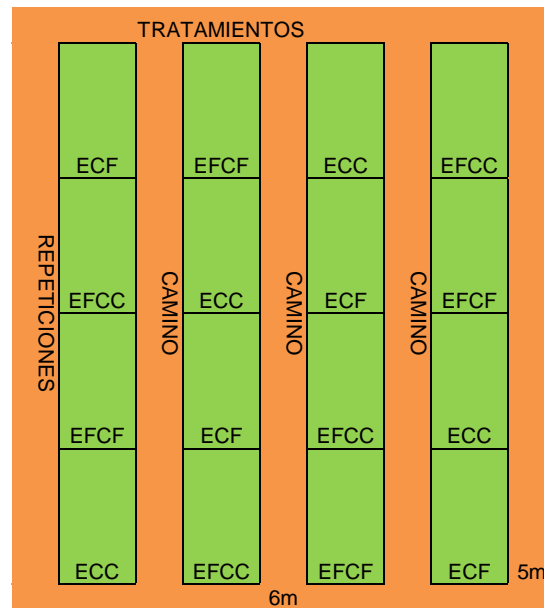 TRATAMIENTOS
ECF EFCF ECC EFCC
REPETICIONES
CAMINO
CAMINO
CAMINO
EFCC ECC ECF EFCF
EFCF ECF EFCC ECC
ECC EFCC EFCF ECF 5m
6m